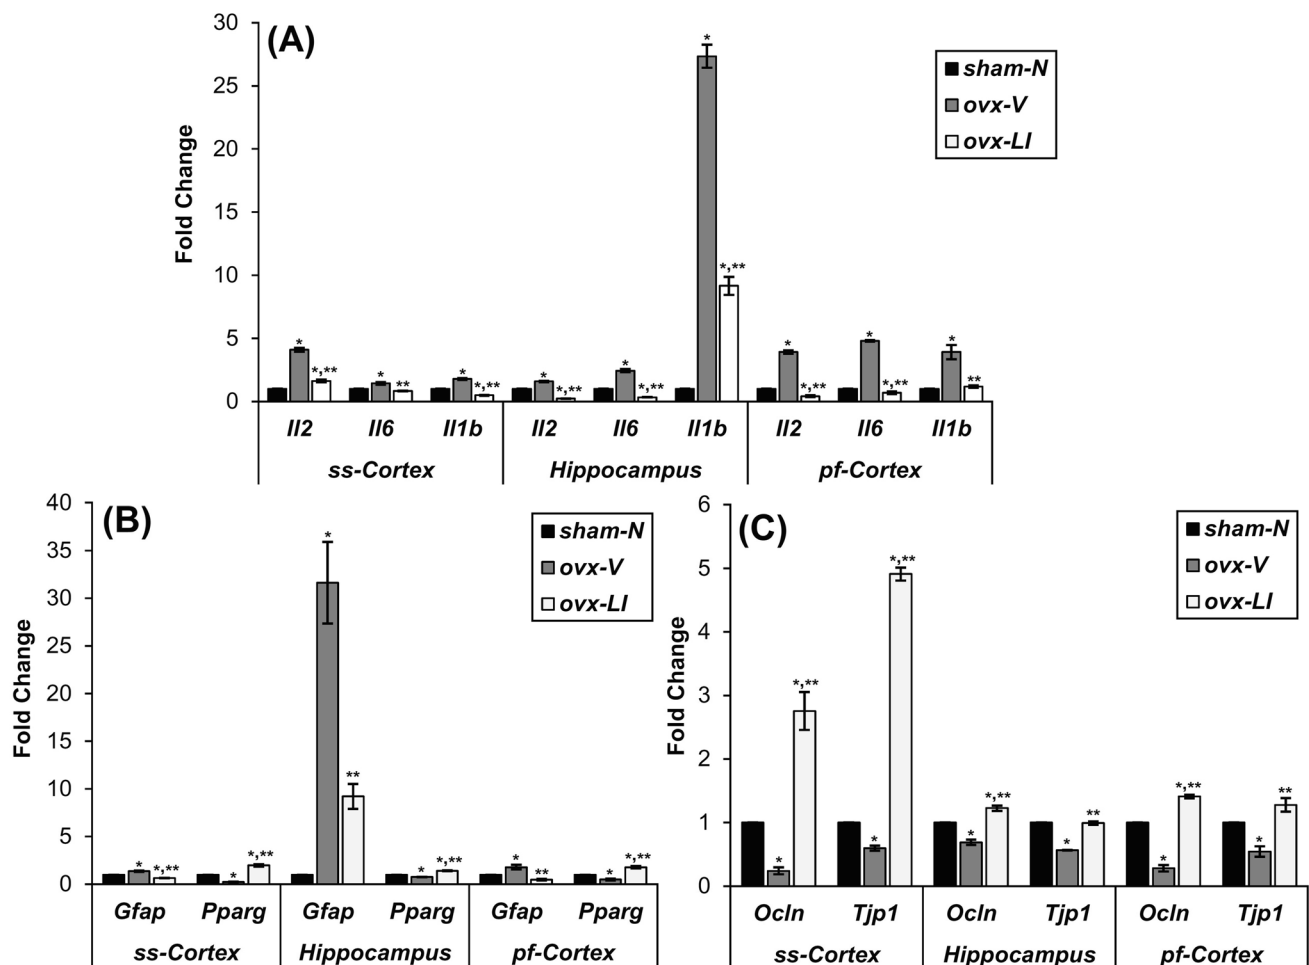 (A)
Fold Change
30
25
20
15
10
5
0
sham-N
ovx-V
ovx-LI
* *,** * ** * *,** * *,** * *,** * *,** * *,** * *,** * **
Il2 Il6 Il1b Il2 Il6 Il1b Il2 Il6 Il1b
ss-Cortex Hippocampus pf-Cortex
(B)
Fold Change
40
35
30
25
20
15
10
5
0
sham-N
ovx-V
ovx-LI
* *,** * *,** * ** * *,** * ** * *,**
Gfap Pparg Gfap Pparg Gfap Pparg
ss-Cortex Hippocampus pf-Cortex
(C)
Fold Change
6
5
4
3
2
1
0
sham-N
ovx-V
ovx-LI
* *,** * *,** * *,** * ** * *,** * **
Ocln Tjp1 Ocln Tjp1 Ocln Tjp1
ss-Cortex Hippocampus pf-Cortex